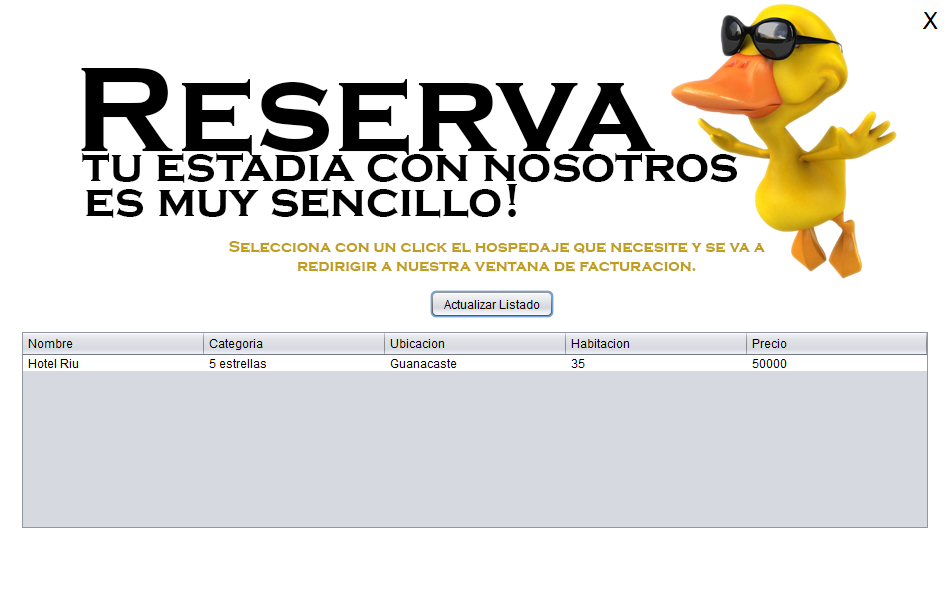 X
RESERVA
TU ESTADIA CON NOSOTROS
ES MUY SENCILLO!
SELECCIONA CON UN CLICK EL HOSPEDAJE QUE NECESITE Y SE VA A
REDIRIGIR A NUESTRA VENTANA DE FACTURACION.
Actualizar Listado
Nombre Categoria Ubicacion Habitacion Precio
Hotel Riu 5 estrellas Guanacaste 35 50000